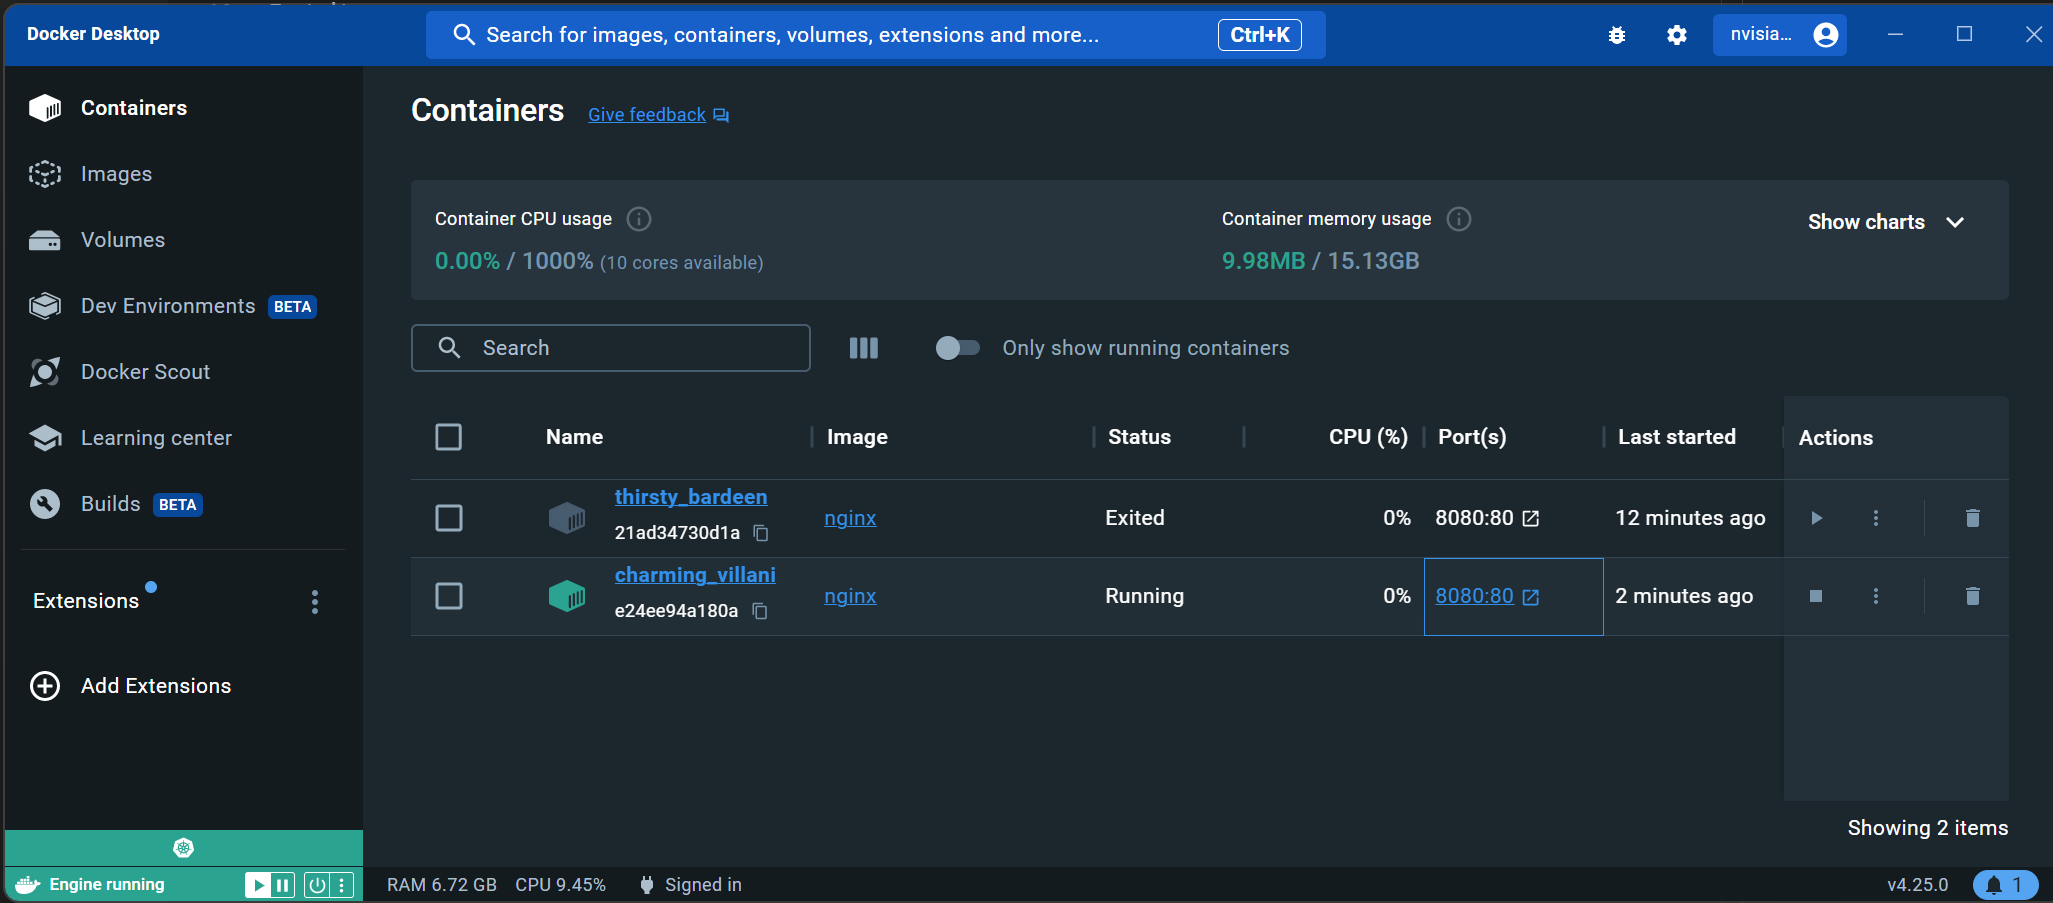 Docker Desktop
Search for images, containers, volumes, extensions and more...
Ctrl+K
nvisia...
Containers
Images
Volumes
Dev Environments BETA
Docker Scout
Learning center
Builds BETA
Extensions
Add Extensions
Containers Give feedback
Container CPU usage
0.00% / 1000% (10 cores available)
Container memory usage
9.98MB / 15.13GB
Show charts
Search
Only show running containers
Name Image Status CPU (%) Port(s) Last started Actions
thirsty_bardeen
21ad34730d1a
nginx Exited 0% 8080:80 12 minutes ago
charming_villani
e24ee94a180a
nginx Running 0% 8080:80 2 minutes ago
Showing 2 items
Engine running
RAM 6.72 GB CPU 9.45% Signed in
v4.25.0
1